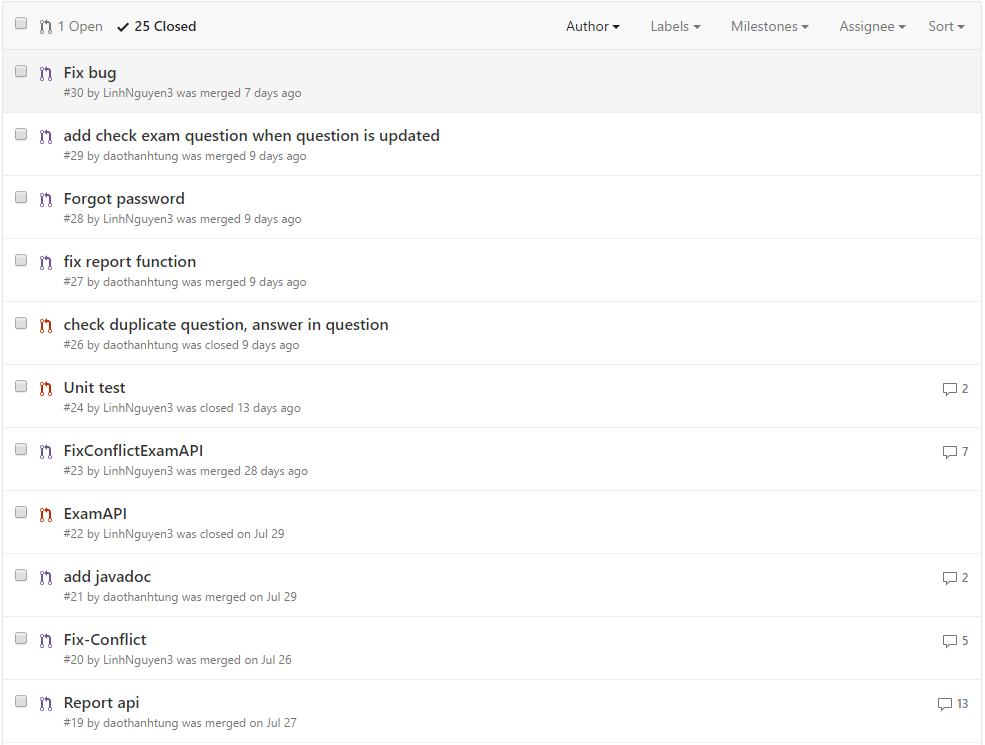 1 Open 25 Closed Author Labels Milestones Assignee Sort
Fix bug
#30 by LinhNguyen3 was merged 7 days ago
add check exam question when question is updated
#29 by daothanhtung was merged 9 days ago
Forgot password
#28 by LinhNguyen3 was merged 9 days ago
fix report function
#27 by daothanhtung was merged 9 days ago
check duplicate question, answer in question
#26 by daothanhtung was closed 9 days ago
Unit test 2
#24 by LinhNguyen3 was closed 13 days ago
FixConflictExamAPI 7
#23 by LinhNguyen3 was merged 28 days ago
ExamAPI
#22 by LinhNguyen3 was closed on Jul 29
add javadoc 2
#21 by daothanhtung was merged on Jul 29
Fix-Conflict 5
#20 by LinhNguyen3 was merged on Jul 26
Report api 13
#19 by daothanhtung was merged on Jul 27